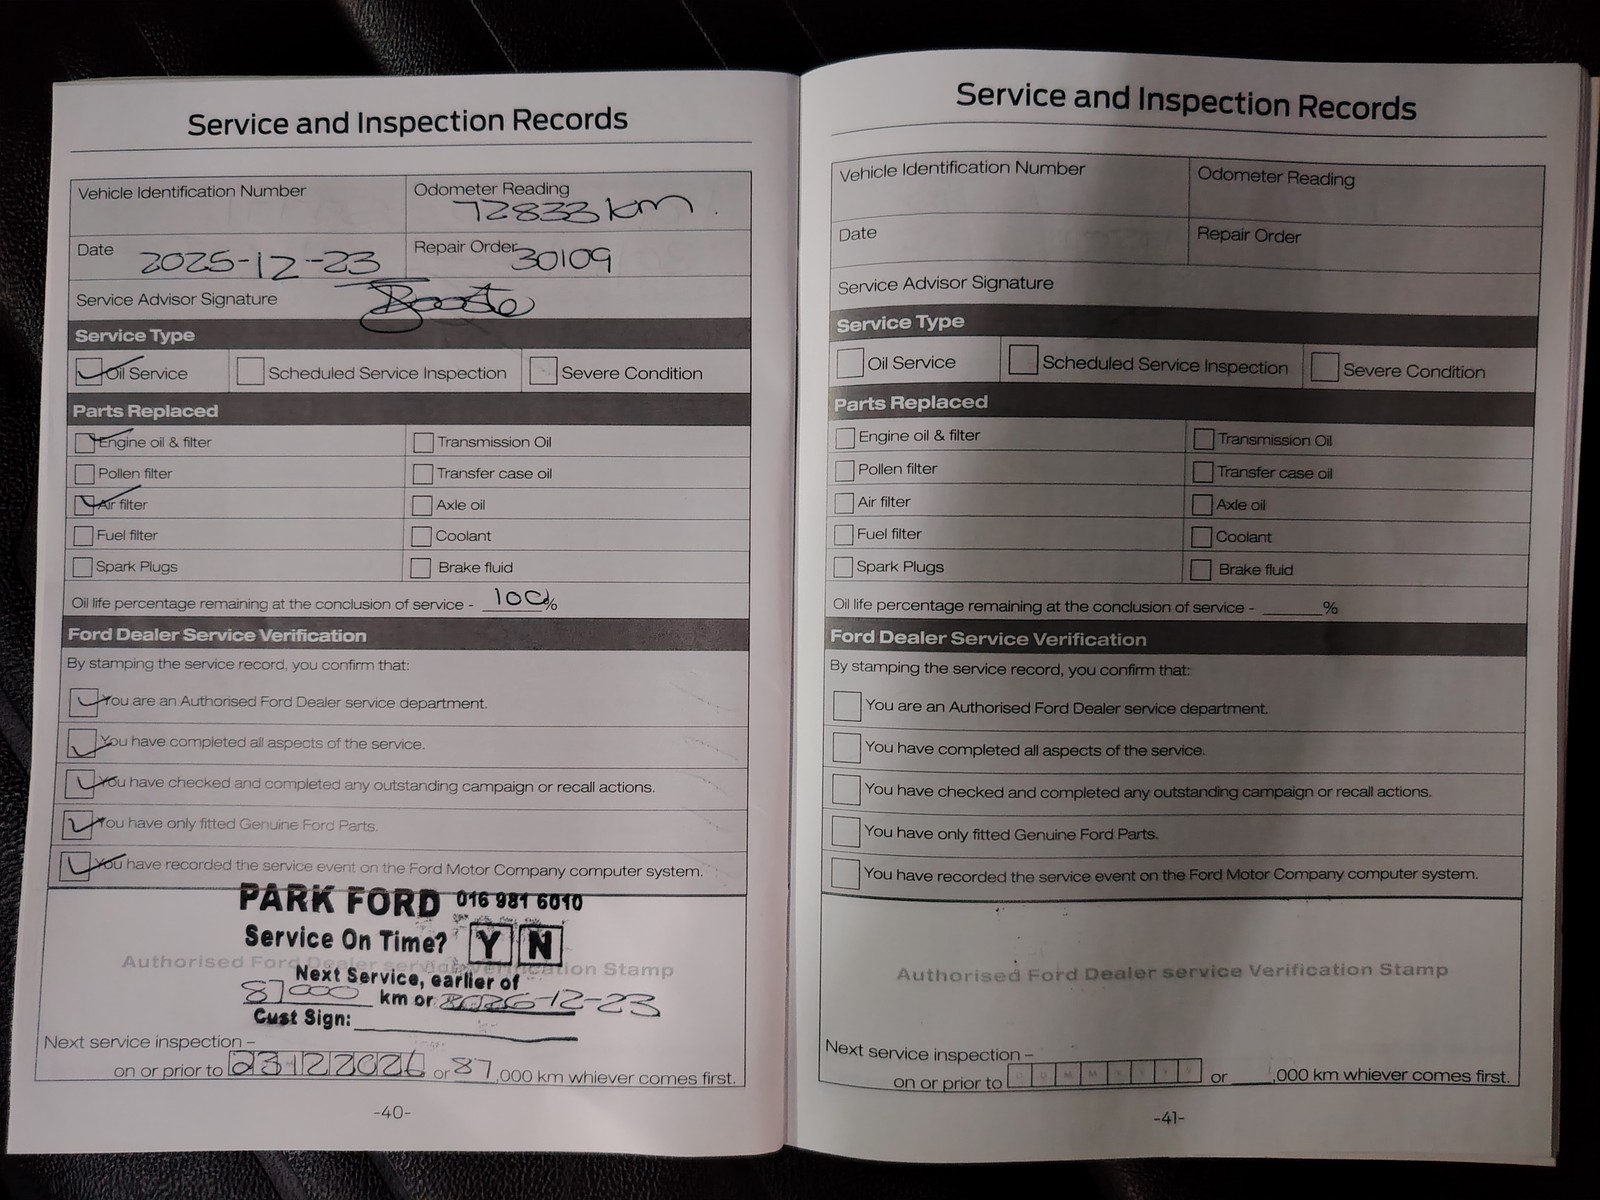 Service and Inspection Records
Vehicle Identification Number
Odometer Reading
72833 km
Date 2025-12-23
Repair Order 30109
Service Advisor Signature
Service Type
Oil Service
Scheduled Service Inspection
Severe Condition
Parts Replaced
Engine oil & filter
Transmission Oil
Pollen filter
Transfer case oil
Air filter
Axle oil
Fuel filter
Coolant
Spark Plugs
Brake fluid
Oil life percentage remaining at the conclusion of service - 100%
Ford Dealer Service Verification
By stamping the service record, you confirm that:
You are an Authorised Ford Dealer service department.
You have completed all aspects of the service.
You have checked and completed any outstanding campaign or recall actions.
You have only fitted Genuine Ford Parts.
You have recorded the service event on the Ford Motor Company computer system.
PARK FORD 016 981 6010
Service On Time? Y N
Authorised Ford Dealer service Verification Stamp
Next Service, earlier of
87000 km or 2026-12-23
Cust Sign:
Next service inspection –
on or prior to 23122026 or 87,000 km whiever comes first.
-40-
Service and Inspection Records
Vehicle Identification Number
Odometer Reading
Date
Repair Order
Service Advisor Signature
Service Type
Oil Service
Scheduled Service Inspection
Severe Condition
Parts Replaced
Engine oil & filter
Transmission Oil
Pollen filter
Transfer case oil
Air filter
Axle oil
Fuel filter
Coolant
Spark Plugs
Brake fluid
Oil life percentage remaining at the conclusion of service - ______%
Ford Dealer Service Verification
By stamping the service record, you confirm that:
You are an Authorised Ford Dealer service department.
You have completed all aspects of the service.
You have checked and completed any outstanding campaign or recall actions.
You have only fitted Genuine Ford Parts.
You have recorded the service event on the Ford Motor Company computer system.
Authorised Ford Dealer service Verification Stamp
Next service inspection –
on or prior to D D M M Y Y Y Y or ____,000 km whiever comes first.
-41-